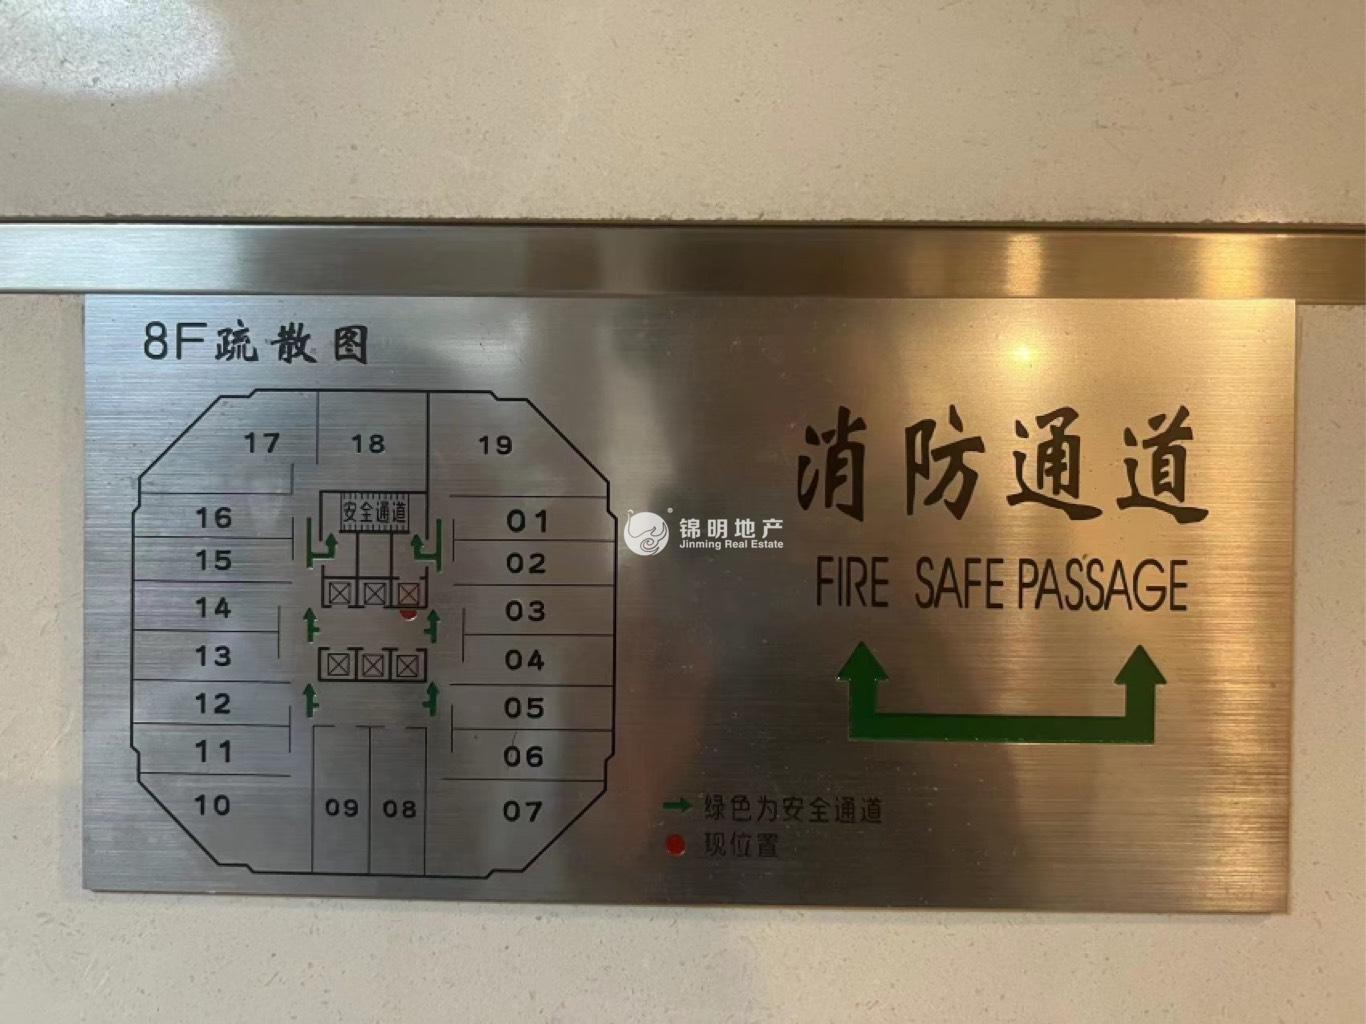 8F疏散图
17 18 19
16 安全通道 01
15 02
14 03
13 04
12 05
11 06
10 09 08 07
消防通道
FIRE SAFE PASSAGE
绿色为安全通道
现位置
锦明地产
Jinming Real Estate